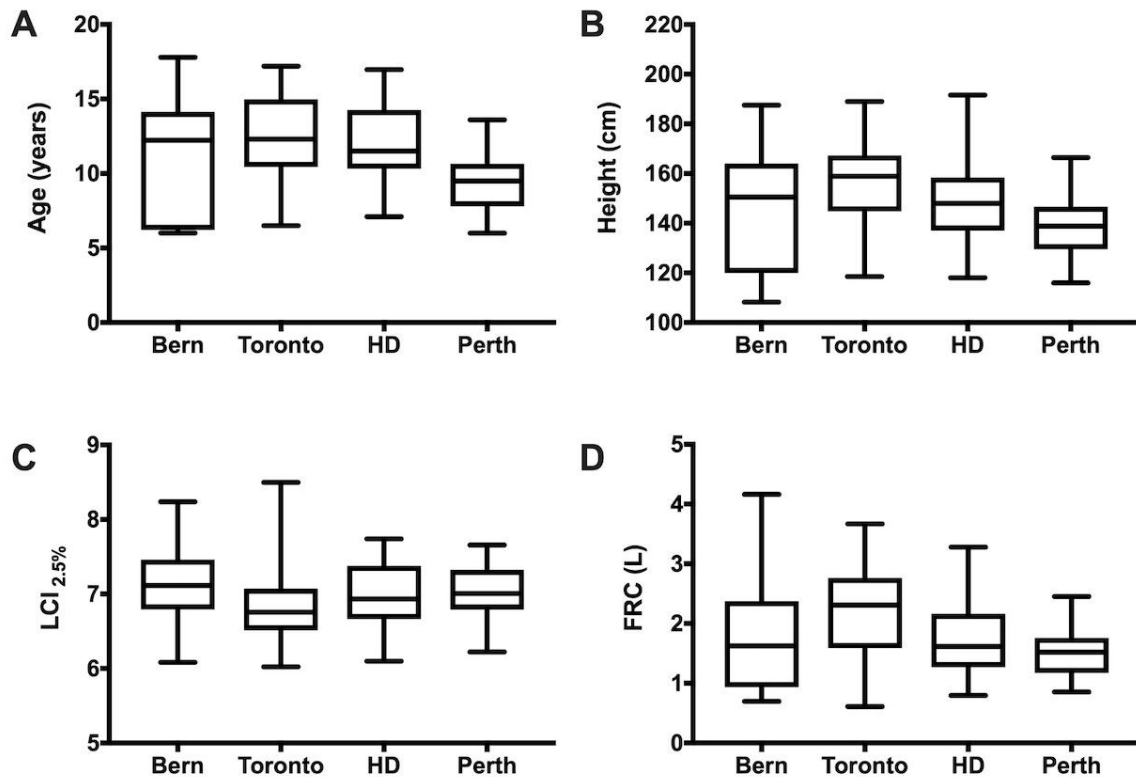 A
Age (years)
20
15
10
5
0
Bern Toronto HD Perth
B
Height (cm)
220
200
180
160
140
120
100
Bern Toronto HD Perth
C
LCI2.5%
9
8
7
6
5
Bern Toronto HD Perth
D
FRC (L)
5
4
3
2
1
0
Bern Toronto HD Perth